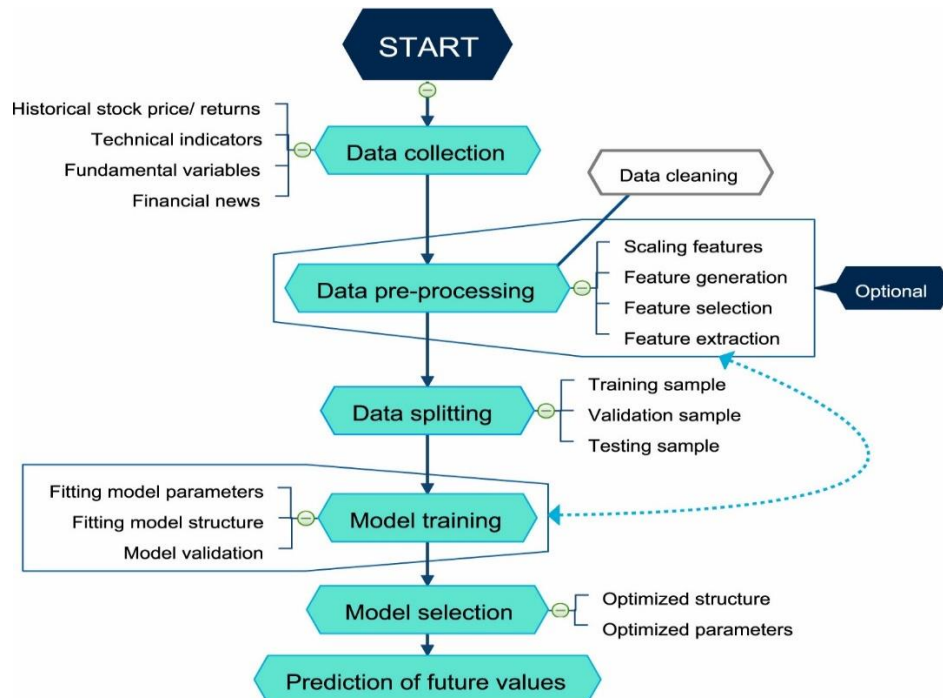 START
Historical stock price/ returns
Technical indicators
Fundamental variables
Financial news
Data collection
Data cleaning
Data pre-processing
Scaling features
Feature generation
Feature selection
Feature extraction
Optional
Data splitting
Training sample
Validation sample
Testing sample
Fitting model parameters
Fitting model structure
Model validation
Model training
Model selection
Optimized structure
Optimized parameters
Prediction of future values